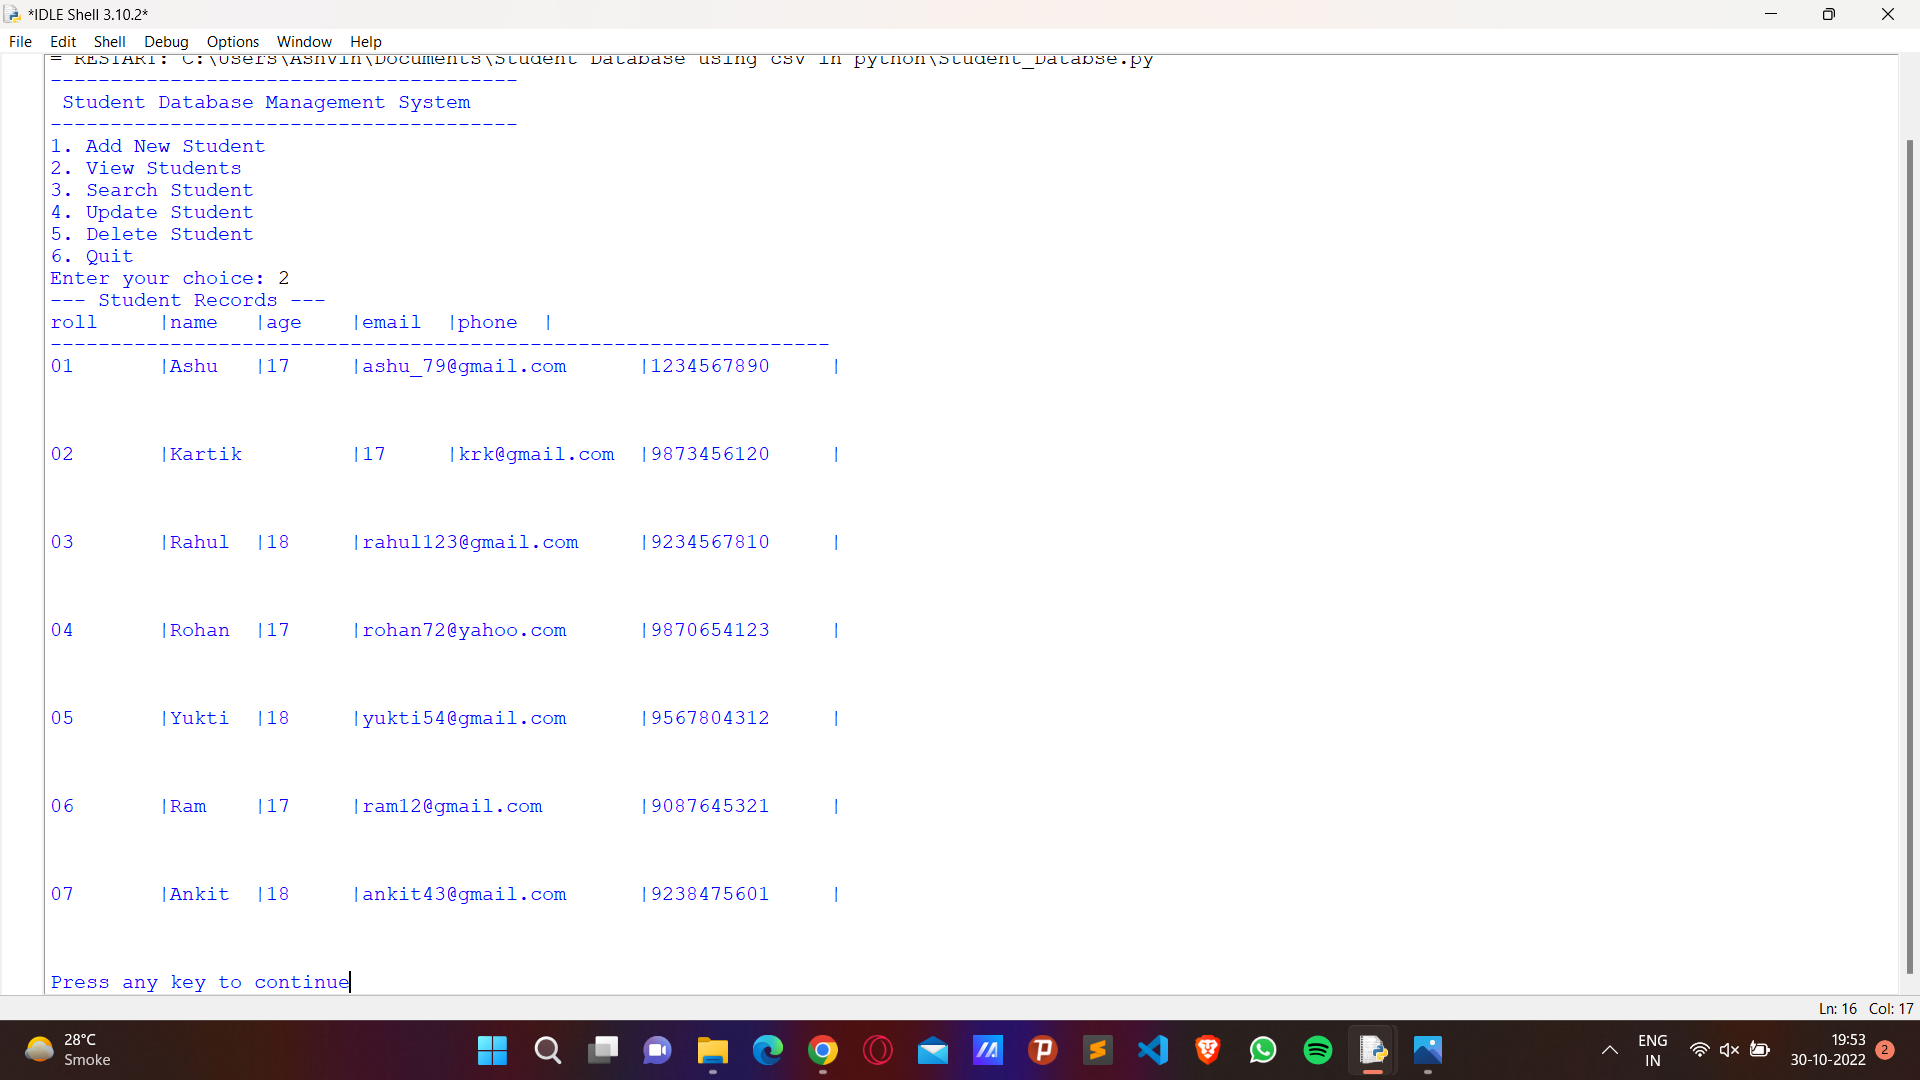 *IDLE Shell 3.10.2*
File Edit Shell Debug Options Window Help
= RESTART: C:\Users\Ashvin\Documents\Student Database using csv in python\Student_Databse.py
---------------------------------------
 Student Database Management System
---------------------------------------
1. Add New Student
2. View Students
3. Search Student
4. Update Student
5. Delete Student
6. Quit
Enter your choice: 2
--- Student Records ---
roll |name |age |email |phone |
-----------------------------------------------------------------
01 |Ashu |17 |ashu_79@gmail.com |1234567890 |
02 |Kartik |17 |krk@gmail.com |9873456120 |
03 |Rahul |18 |rahul123@gmail.com |9234567810 |
04 |Rohan |17 |rohan72@yahoo.com |9870654123 |
05 |Yukti |18 |yukti54@gmail.com |9567804312 |
06 |Ram |17 |ram12@gmail.com |9087645321 |
07 |Ankit |18 |ankit43@gmail.com |9238475601 |
Press any key to continue
Ln: 16 Col: 17
28°C
Smoke
ENG
IN
19:53
30-10-2022
2